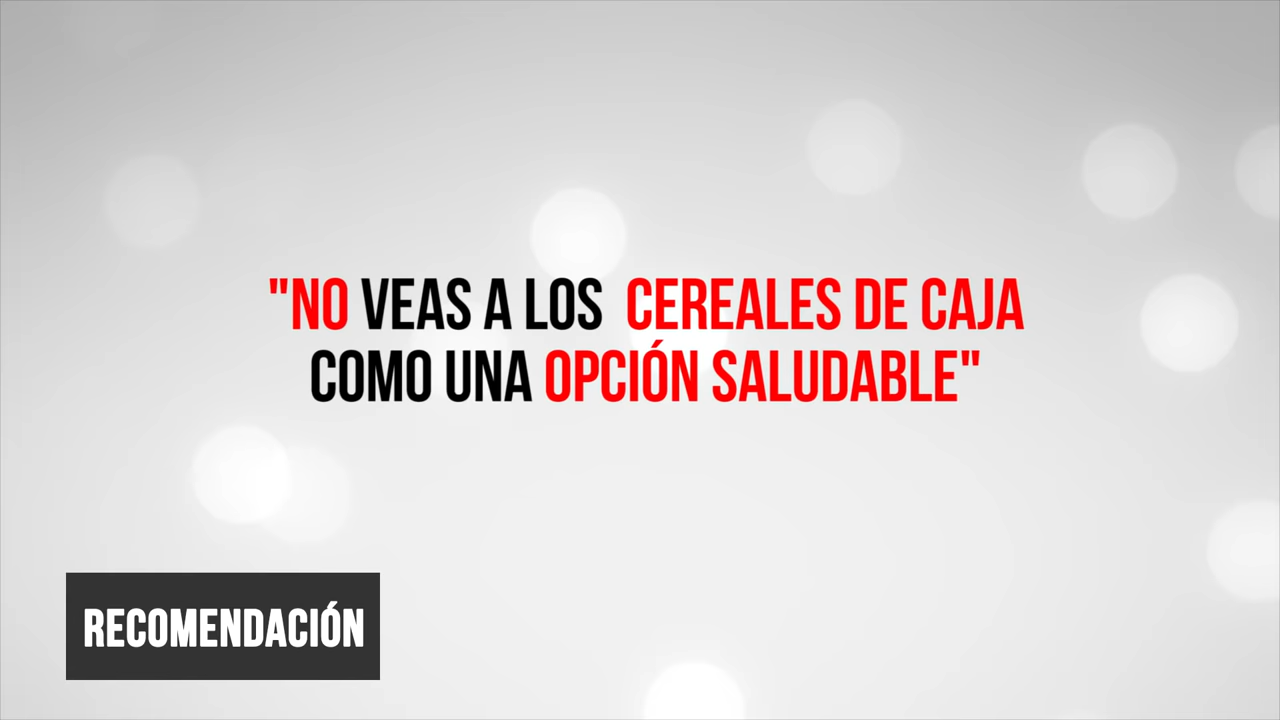 "NO VEAS A LOS CEREALES DE CAJA
COMO UNA OPCIÓN SALUDABLE"
RECOMENDACIÓN